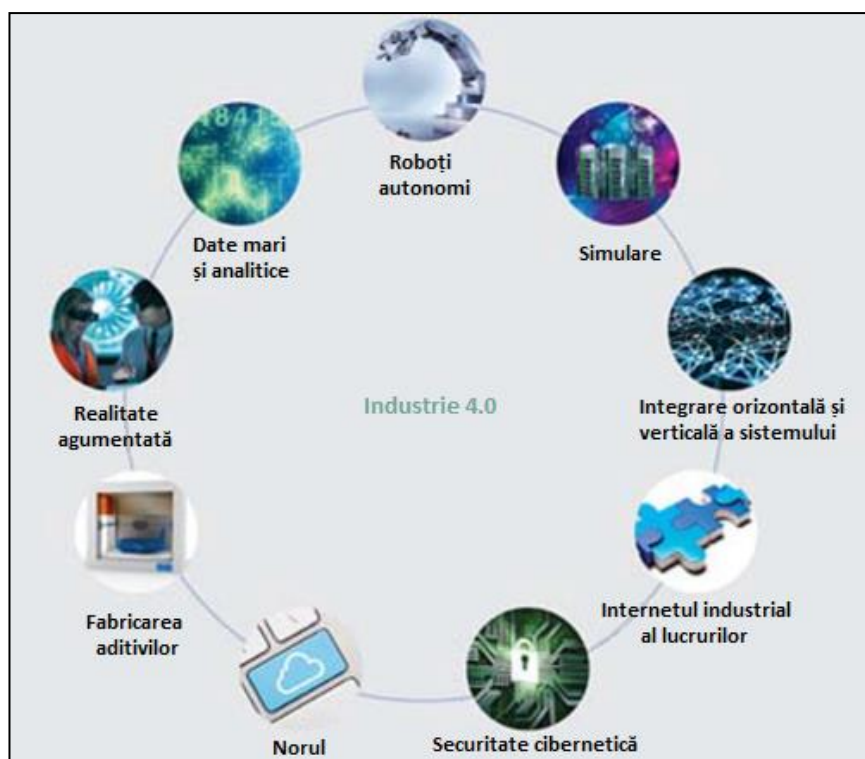 Roboți
autonomi
Simulare
Date mari
și analitice
Integrare orizontală și
verticală a sistemului
Realitate
agumentată
Industrie 4.0
Internetul industrial
al lucrurilor
Fabricarea
aditivilor
Securitate cibernetică
Norul